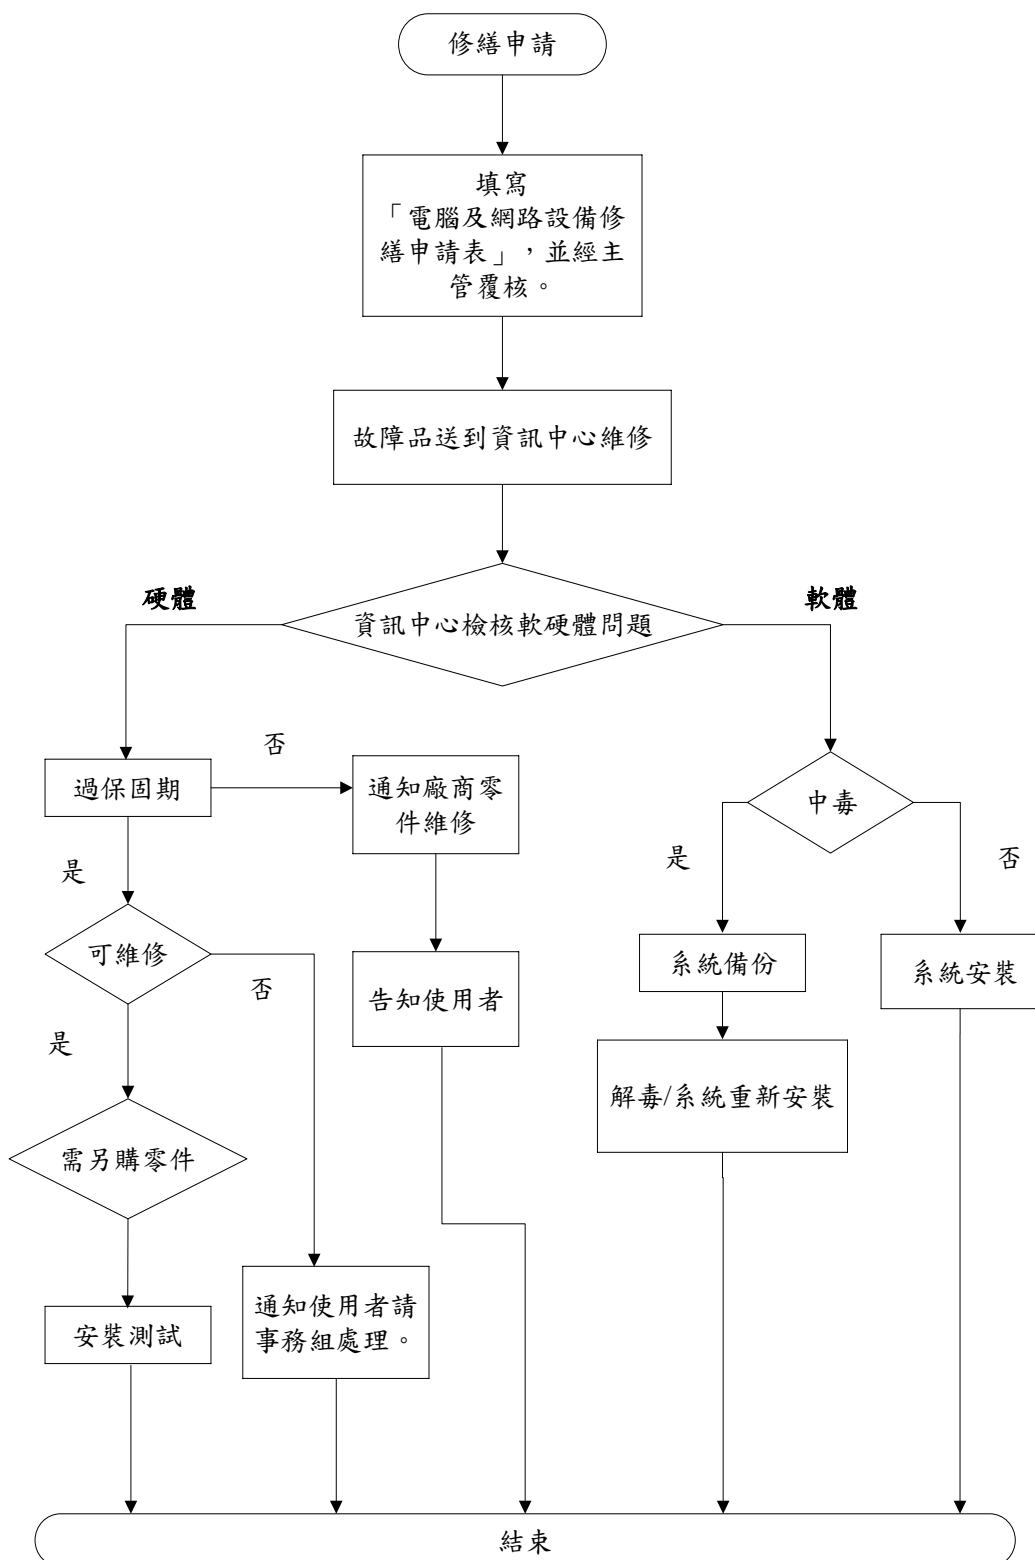 修繕申請
填寫
「電腦及網路設備修
繕申請表」，並經主
管覆核。
故障品送到資訊中心維修
硬體
軟體
資訊中心檢核軟硬體問題
否
過保固期
通知廠商零
件維修
中毒
是
是
否
可維修
否
系統備份
系統安裝
告知使用者
是
解毒/系統重新安裝
需另購零件
通知使用者請
事務組處理。
安裝測試
結束